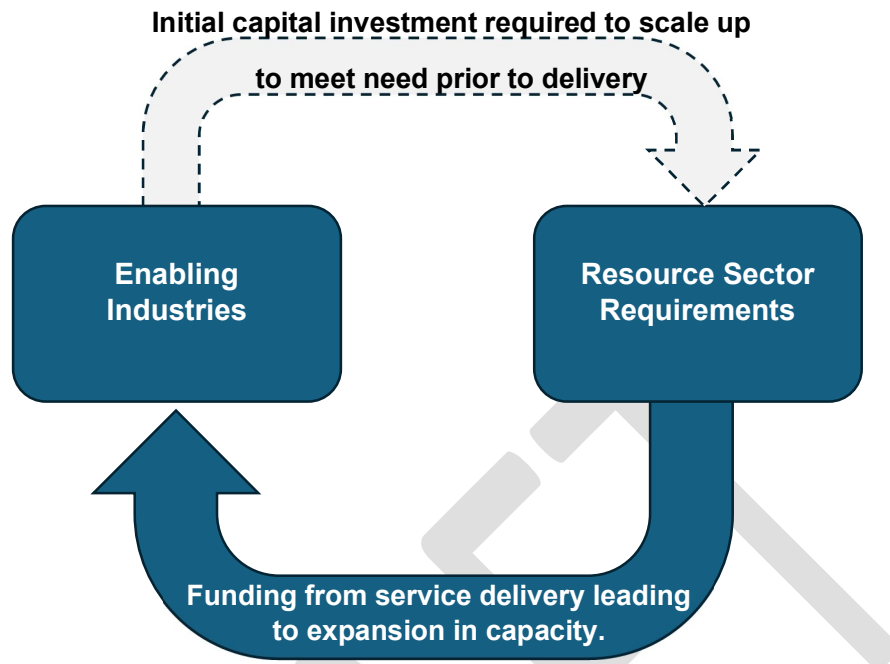 Initial capital investment required to scale up
to meet need prior to delivery
Enabling
Industries
Resource Sector
Requirements
Funding from service delivery leading
to expansion in capacity.